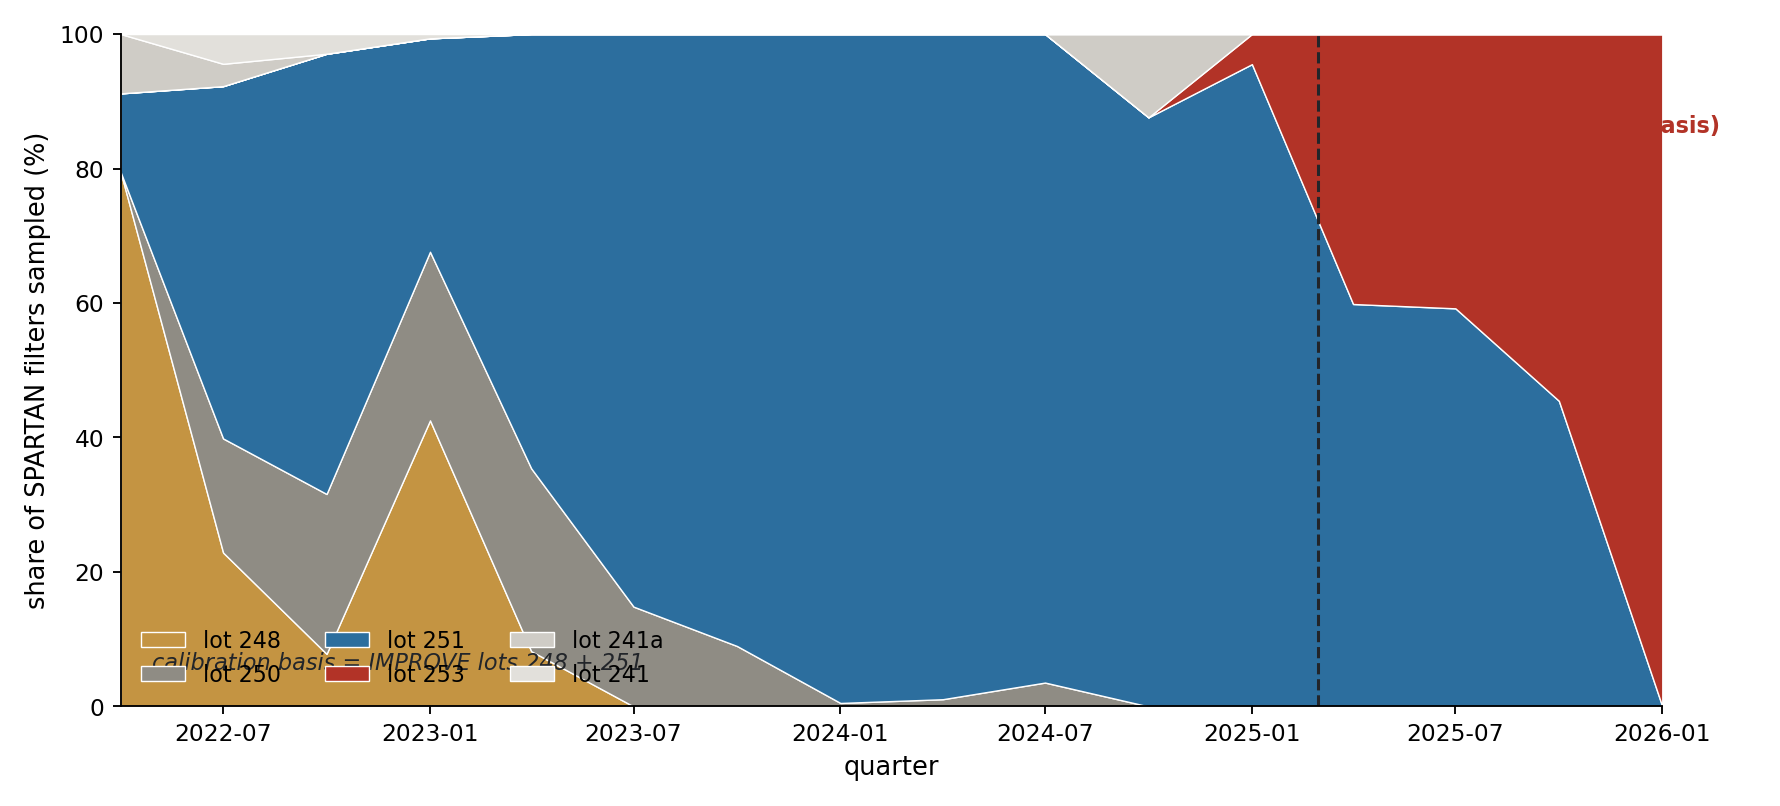 100
80
60
40
20
0
share of SPARTAN filters sampled (%)
asis)
lot 248 lot 251 lot 241a
calibration basis = IMPROVE lots 248 + 251
lot 250 lot 253 lot 241
2022-07 2023-01 2023-07 2024-01 2024-07 2025-01 2025-07 2026-01
quarter